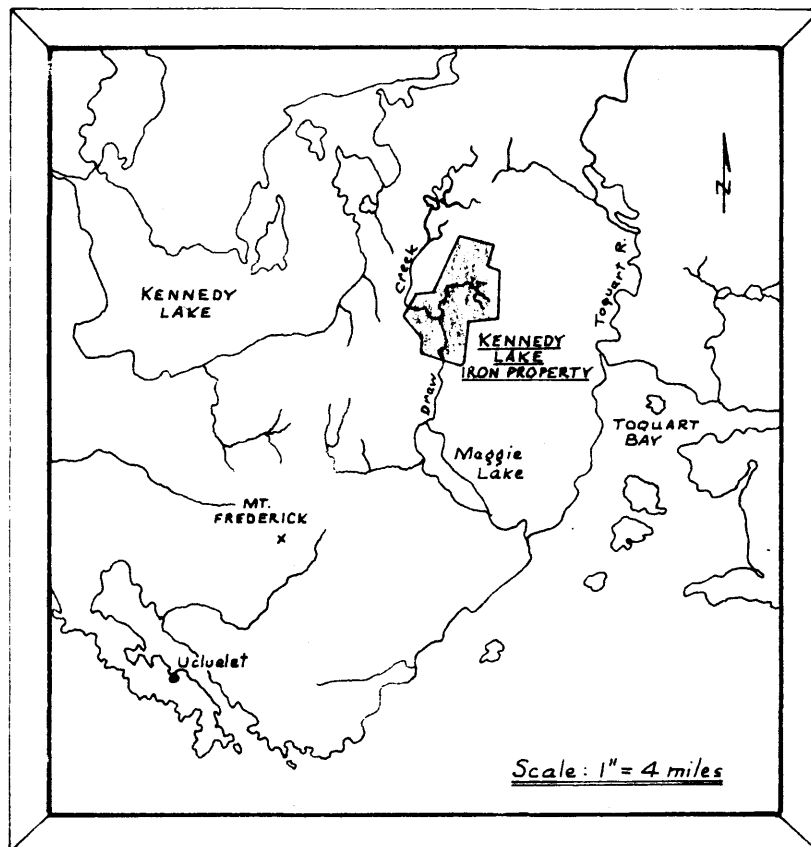 N
KENNEDY
LAKE
Creek
Toquart R.
KENNEDY
LAKE
IRON PROPERTY
Draw
TOQUART
BAY
Maggie
Lake
MT.
FREDERICK
x
Ucluelet
Scale: 1" = 4 miles